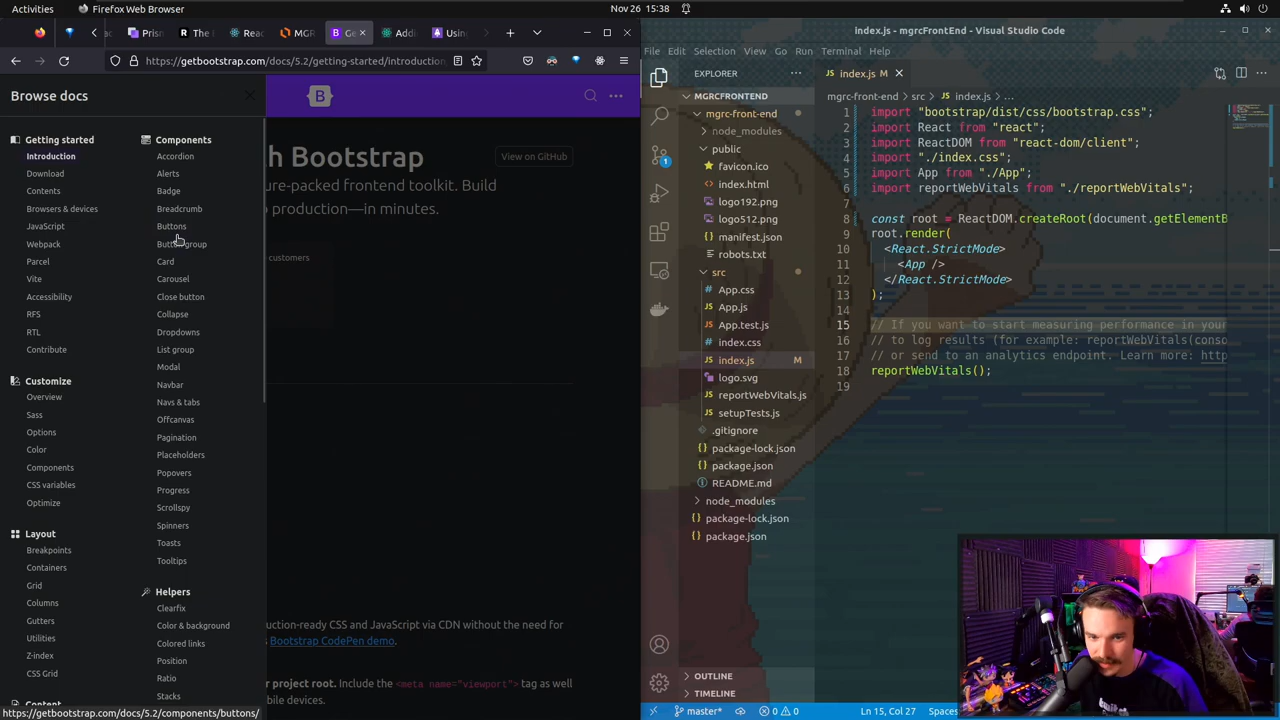 Activities
Firefox Web Browser
Nov 26 15:38
Prism
The
Reac
MGR
Ge
Addi
Using
https://getbootstrap.com/docs/5.2/getting-started/introduction
Browse docs
Getting started
Introduction
Download
Contents
Browsers & devices
JavaScript
Webpack
Parcel
Vite
Accessibility
RFS
RTL
Contribute
Customize
Overview
Sass
Options
Color
Components
CSS variables
Optimize
Layout
Breakpoints
Containers
Grid
Columns
Gutters
Utilities
Z-index
CSS Grid
Content
Components
Accordion
Alerts
Badge
Breadcrumb
Buttons
Button group
Card
Carousel
Close button
Collapse
Dropdowns
List group
Modal
Navbar
Navs & tabs
Offcanvas
Pagination
Placeholders
Popovers
Progress
Scrollspy
Spinners
Toasts
Tooltips
Helpers
Clearfix
Color & background
Colored links
Position
Ratio
Stacks
h Bootstrap
View on GitHub
ure-packed frontend toolkit. Build
o production—in minutes.
customers
uction-ready CSS and JavaScript via CDN without the need for
Bootstrap CodePen demo.
r project root. Include the <meta name="viewport"> tag as well
bile devices.
https://getbootstrap.com/docs/5.2/components/buttons/
index.js - mgrcFrontEnd - Visual Studio Code
File Edit Selection View Go Run Terminal Help
EXPLORER
MGRCFRONTEND
mgrc-front-end
node_modules
public
favicon.ico
index.html
logo192.png
logo512.png
manifest.json
robots.txt
src
App.css
App.js
App.test.js
index.css
index.js M
logo.svg
reportWebVitals.js
setupTests.js
.gitignore
package-lock.json
package.json
README.md
node_modules
package-lock.json
package.json
OUTLINE
TIMELINE
1
index.js M
mgrc-front-end > src > index.js > ...
1 import "bootstrap/dist/css/bootstrap.css";
2 import React from "react";
3 import ReactDOM from "react-dom/client";
4 import "./index.css";
5 import App from "./App";
6 import reportWebVitals from "./reportWebVitals";
7
8 const root = ReactDOM.createRoot(document.getElementB
9 root.render(
10 <React.StrictMode>
11 <App />
12 </React.StrictMode>
13 );
14
15 // If you want to start measuring performance in your
16 // to log results (for example: reportWebVitals(conso
17 // or send to an analytics endpoint. Learn more: http
18 reportWebVitals();
19
master*
0 0
Ln 15, Col 27
Spaces